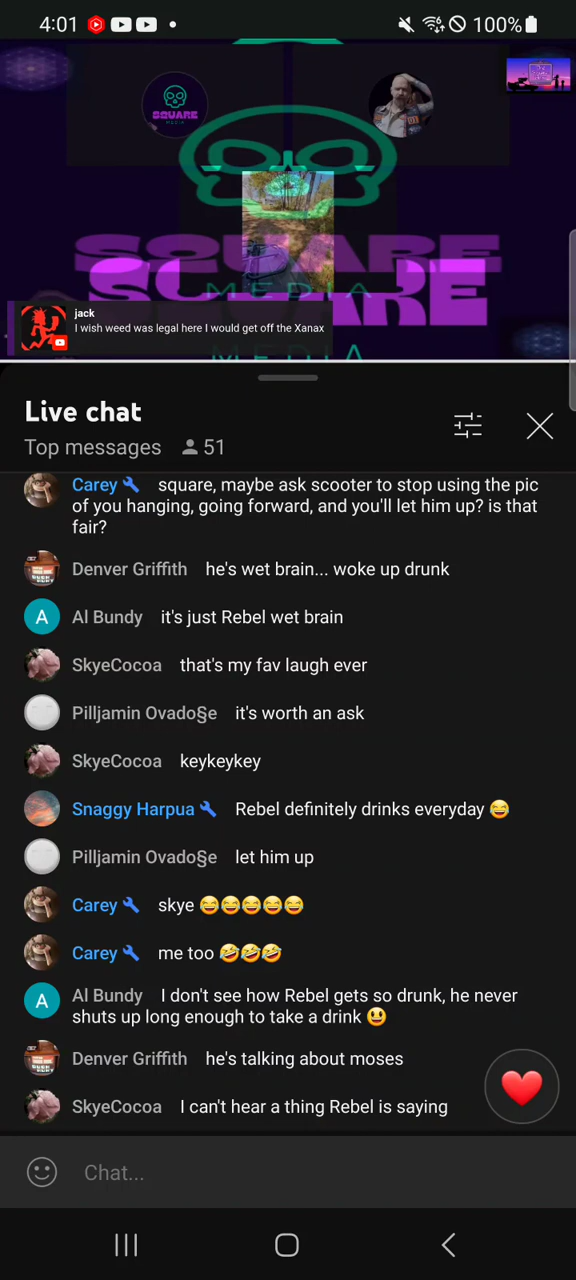 4:01
100%
SQUARE
MEDIA
SQUARE
MEDIA
SQUARE
MEDIA
jack
I wish weed was legal here I would get off the Xanax
Live chat
Top messages 51
Carey square, maybe ask scooter to stop using the pic
of you hanging, going forward, and you'll let him up? is that
fair?
Denver Griffith he's wet brain... woke up drunk
A Al Bundy it's just Rebel wet brain
SkyeCocoa that's my fav laugh ever
Pilljamin Ovado§e it's worth an ask
SkyeCocoa keykeykey
Snaggy Harpua Rebel definitely drinks everyday 😂
Pilljamin Ovado§e let him up
Carey skye 😂😂😂😂😂
Carey me too 🤣🤣🤣
A Al Bundy I don't see how Rebel gets so drunk, he never
shuts up long enough to take a drink 😃
Denver Griffith he's talking about moses
SkyeCocoa I can't hear a thing Rebel is saying
Chat...